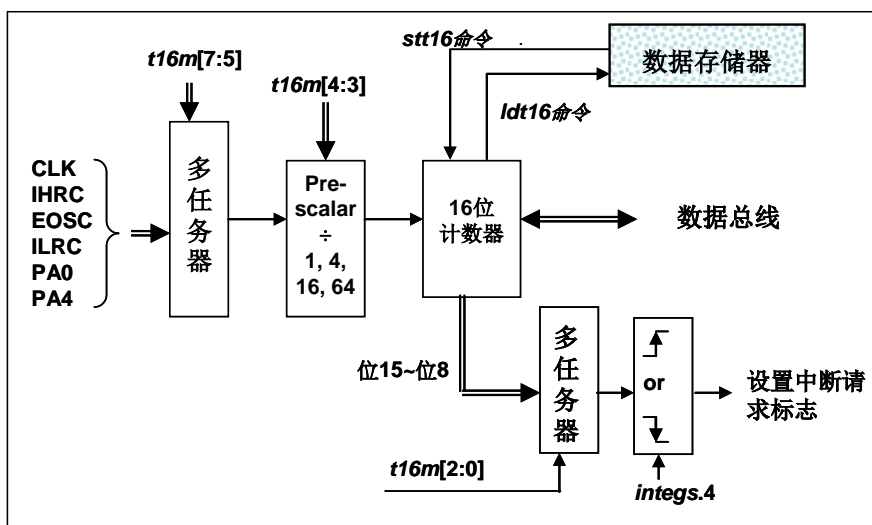 stt16命令
数据存储器
t16m[7:5]
t16m[4:3]
ldt16命令
CLK
IHRC
EOSC
ILRC
PA0
PA4
多任务器
Pre-
scalar
÷
1, 4,
16, 64
16位
计数器
数据总线
位15~位8
多任务器
or
设置中断请
求标志
t16m[2:0]
integs.4